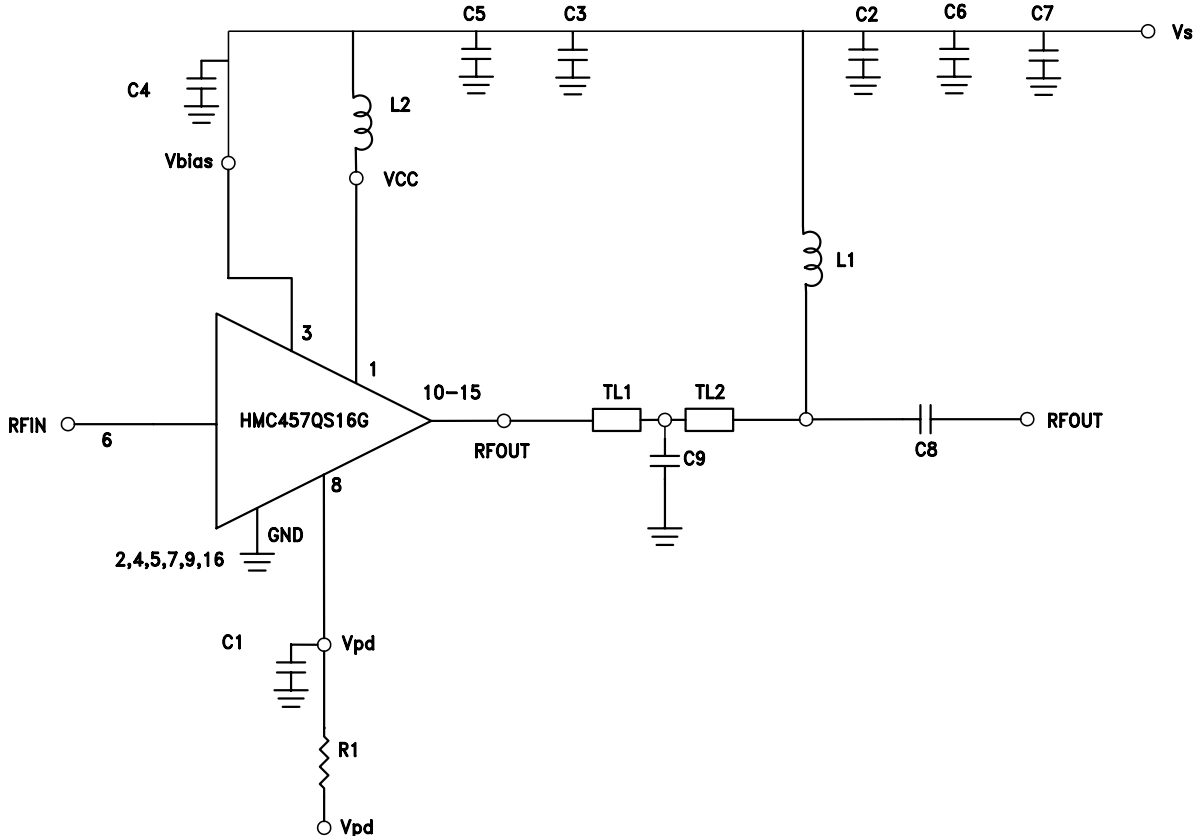 C5
C3
C2
C6
C7
Vs
C4
L2
Vbias
VCC
L1
3
1
10-15
TL1
TL2
RFIN
6
HMC457QS16G
RFOUT
C9
C8
RFOUT
8
GND
2,4,5,7,9,16
C1
Vpd
R1
Vpd